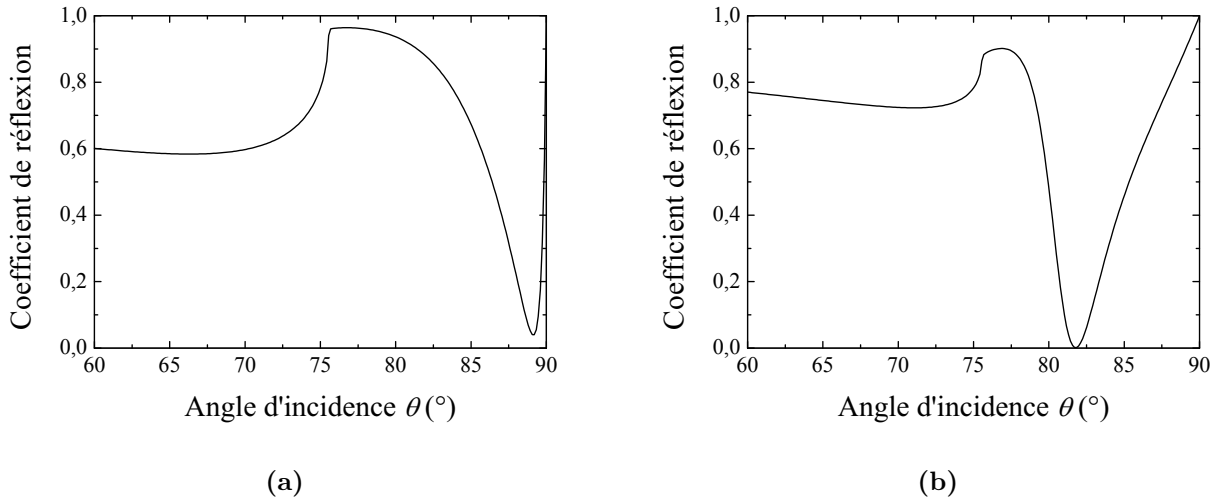 1,0
0,8
0,6
0,4
0,2
0,0
Coefficient de réflexion
60 65 70 75 80 85 90
Angle d'incidence θ (°)
(a)
1,0
0,8
0,6
0,4
0,2
0,0
Coefficient de réflexion
60 65 70 75 80 85 90
Angle d'incidence θ (°)
(b)